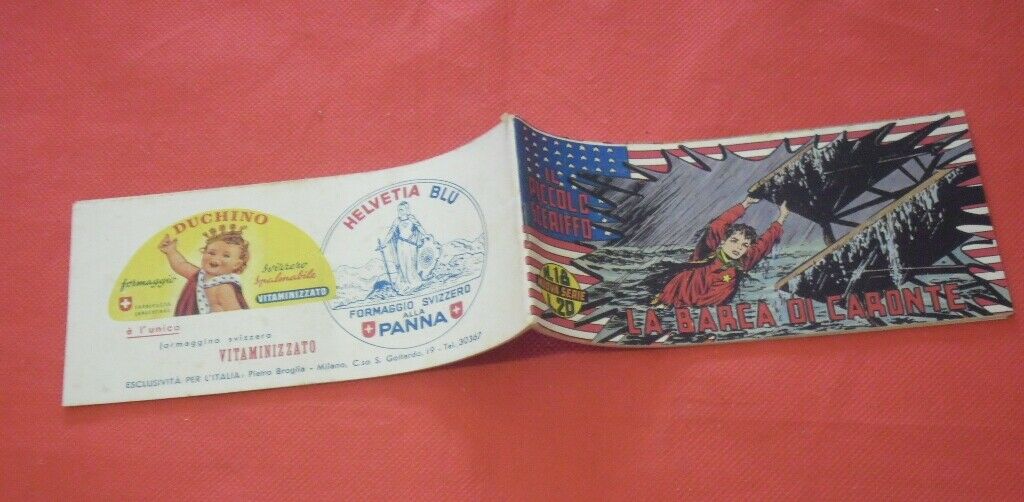 DUCHINO
formaggio
Svizzero
Spalmabile
VITAMINIZZATO
è l'unico
formaggino svizzero
VITAMINIZZATO
HELVETIA BLÚ
FORMAGGIO SVIZZERO
ALLA
PANNA
ESCLUSIVITÀ PER L'ITALIA: Pietro Broglia - Milano, C.so S. Gottardo, 19 - Tel. 30367
IL
PICCOLO
SCERIFFO
N.18
NUOVA SERIE
L.20
LA BARCA DI CARONTE